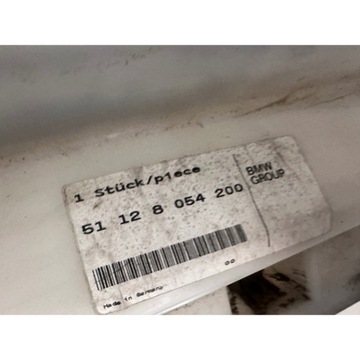 1 Stück/piece
51 12 8 054 200
BMW
GROUP
Made in Germany